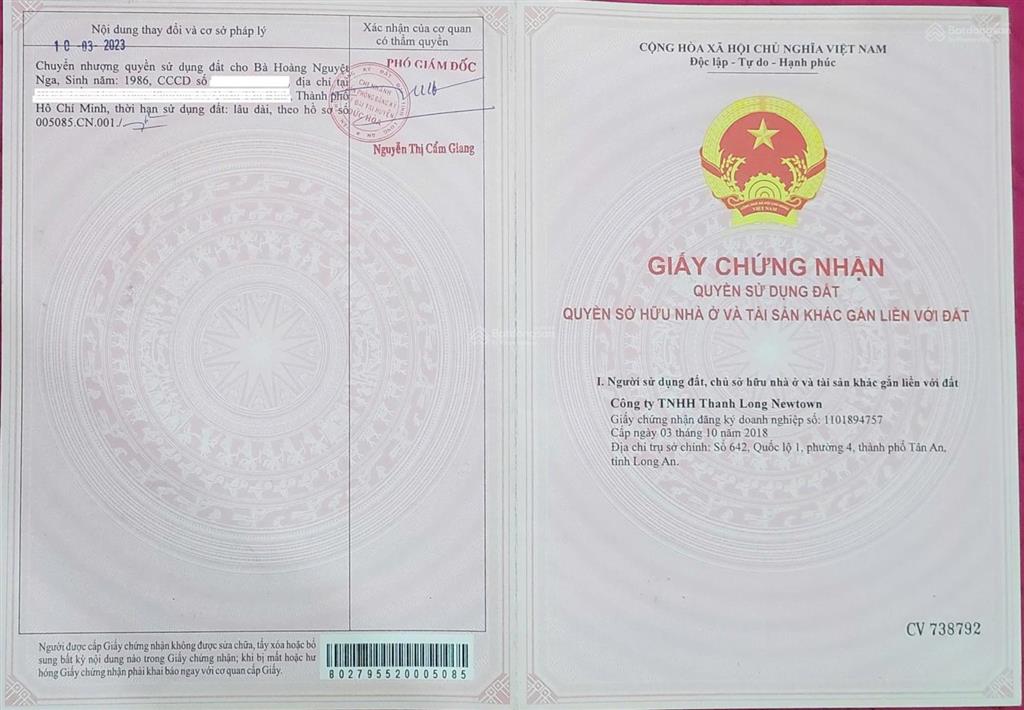 Nội dung thay đổi và cơ sở pháp lý
Xác nhận của cơ quan
có thẩm quyền
10 -03- 2023
Chuyển nhượng quyền sử dụng đất cho Bà Hoàng Nguyệt
Nga, Sinh năm: 1986, CCCD số , địa chỉ tại
, Thành phố
Hồ Chí Minh, thời hạn sử dụng đất: lâu dài, theo hồ sơ số
005085.CN.001./
PHÓ GIÁM ĐỐC
CHI NHÁNH
ĐỨC HÒA
Nguyễn Thị Cẩm Giang
Người được cấp Giấy chứng nhận không được sửa chữa, tẩy xóa hoặc bổ
sung bất kỳ nội dung nào trong Giấy chứng nhận; khi bị mất hoặc hư
hỏng Giấy chứng nhận phải khai báo ngay với cơ quan cấp Giấy.
802795520005085
CỘNG HÒA XÃ HỘI CHỦ NGHĨA VIỆT NAM
Độc lập - Tự do - Hạnh phúc
VIỆT NAM
GIẤY CHỨNG NHẬN
QUYỀN SỬ DỤNG ĐẤT
QUYỀN SỞ HỮU NHÀ Ở VÀ TÀI SẢN KHÁC GẮN LIỀN VỚI ĐẤT
Batdongsan
I. Người sử dụng đất, chủ sở hữu nhà ở và tài sản khác gắn liền với đất
Công ty TNHH Thanh Long Newtown
Giấy chứng nhận đăng ký doanh nghiệp số: 1101894757
Cấp ngày 03 tháng 10 năm 2018
Địa chỉ trụ sở chính: Số 642, Quốc lộ 1, phường 4, thành phố Tân An,
tỉnh Long An.
CV 738792